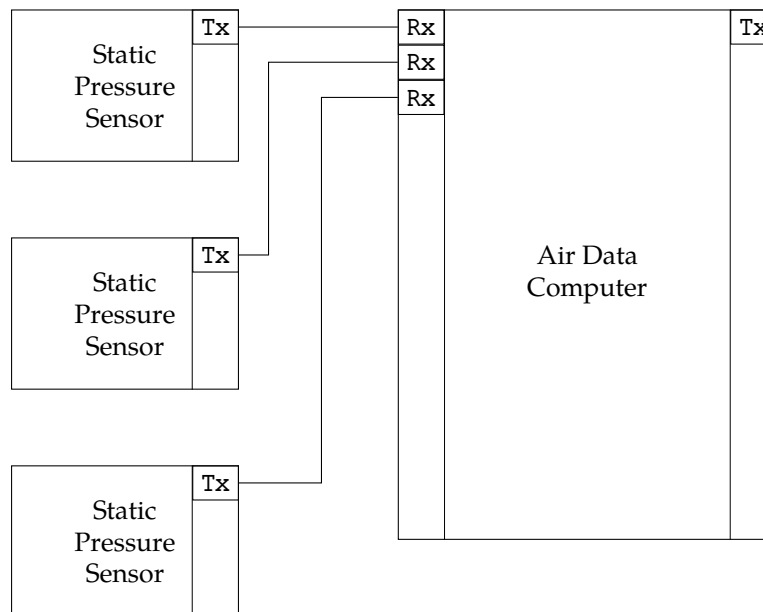 Tx
Static
Pressure
Sensor
Rx
Rx
Rx
Tx
Tx
Static
Pressure
Sensor
Air Data
Computer
Tx
Static
Pressure
Sensor